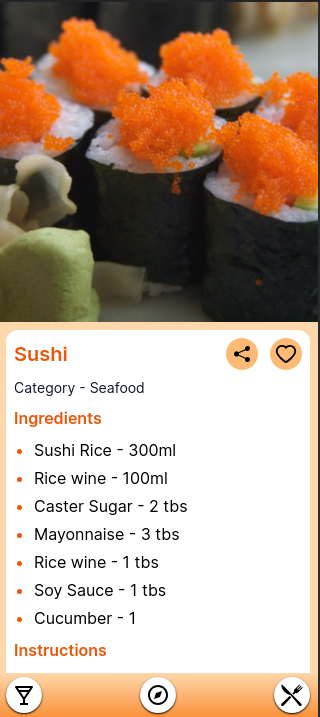 Sushi
Category - Seafood
Ingredients
Sushi Rice - 300ml
Rice wine - 100ml
Caster Sugar - 2 tbs
Mayonnaise - 3 tbs
Rice wine - 1 tbs
Soy Sauce - 1 tbs
Cucumber - 1
Instructions